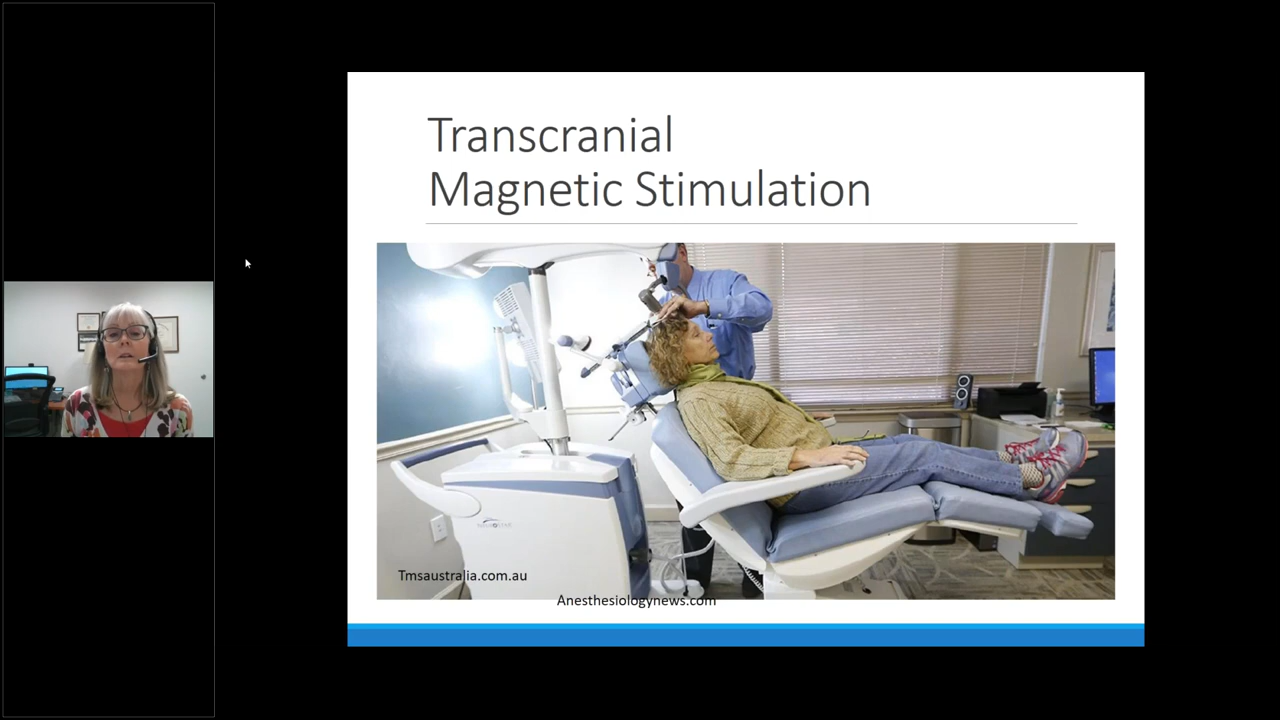 Transcranial
Magnetic Stimulation
Tmsaustralia.com.au
Anesthesiologynews.com